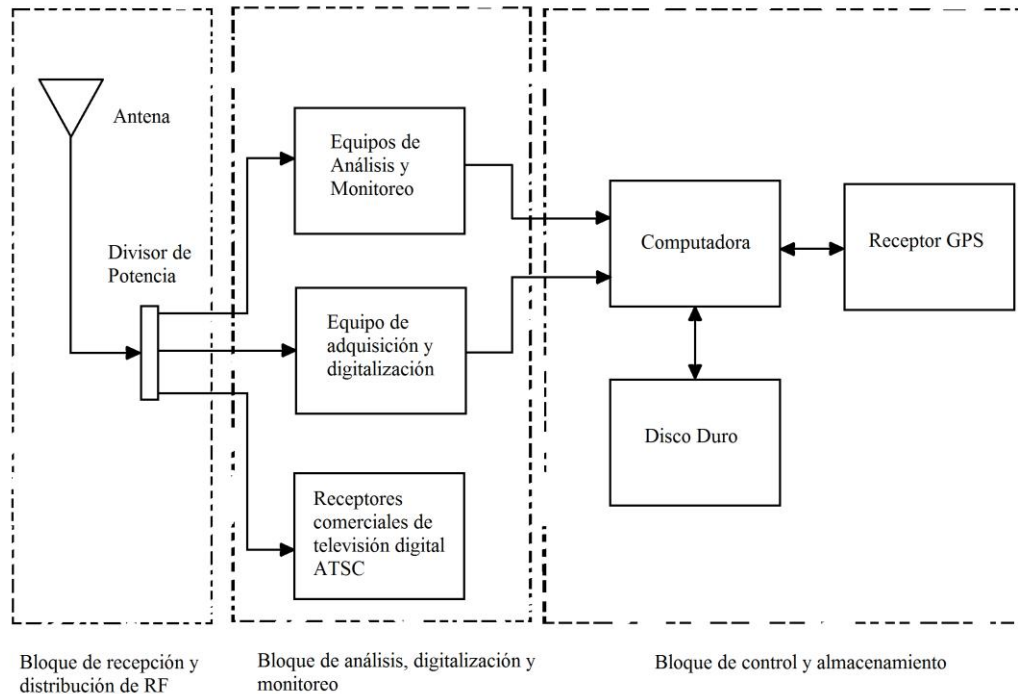 Antena
Divisor de
Potencia
Equipos de
Análisis y
Monitoreo
Equipo de
adquisición y
digitalización
Receptores
comerciales de
televisión digital
ATSC
Computadora
Receptor GPS
Disco Duro
Bloque de recepción y
distribución de RF
Bloque de análisis, digitalización y
monitoreo
Bloque de control y almacenamiento